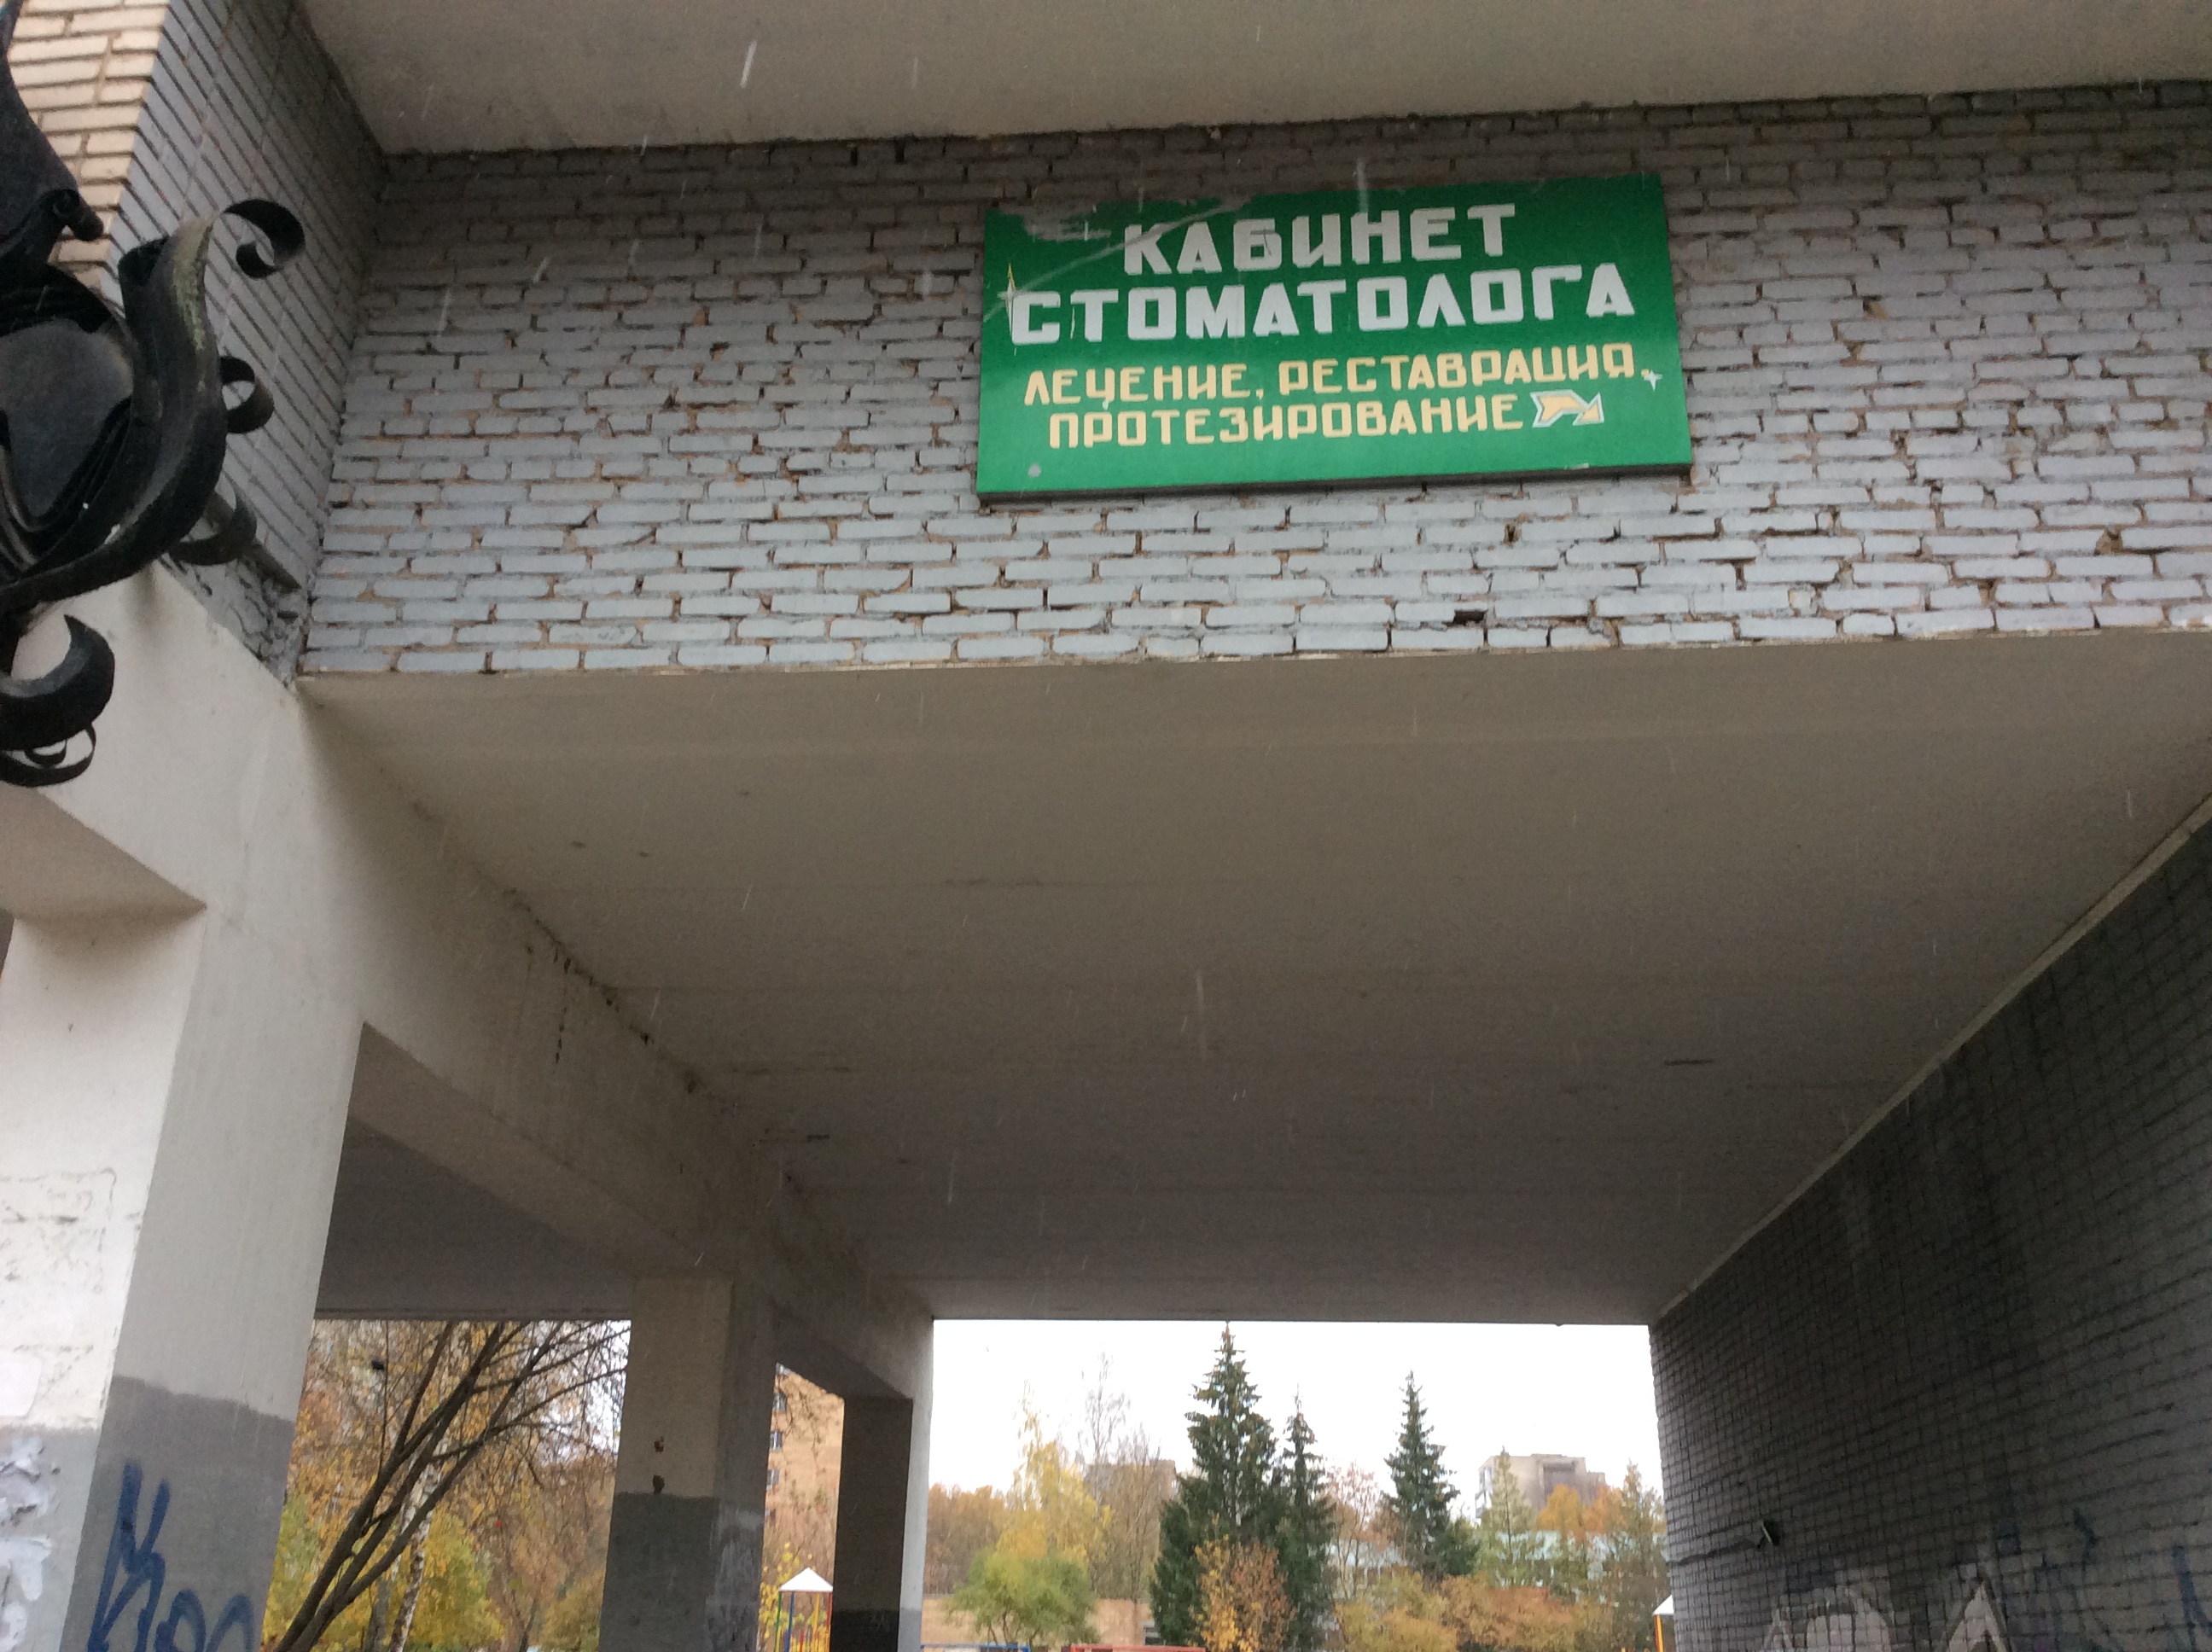 КАБИНЕТ
СТОМАТОЛОГА
ЛЕЧЕНИЕ, РЕСТАВРАЦИЯ,
ПРОТЕЗИРОВАНИЕ